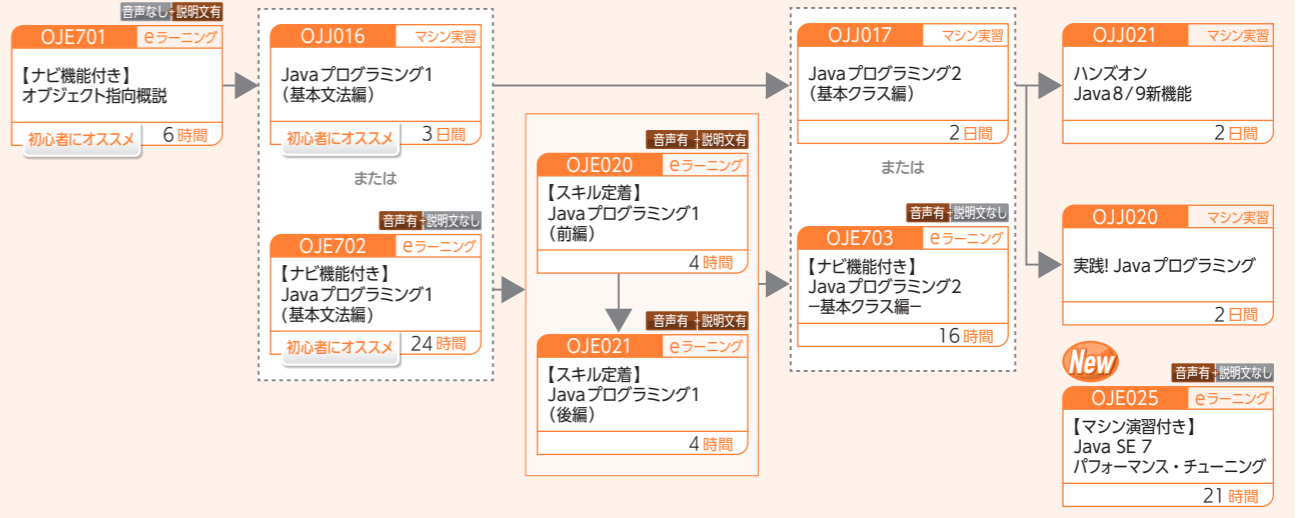 音声なし+説明文有
OJE701 eラーニング
【ナビ機能付き】
オブジェクト指向概説
初心者にオススメ 6時間
OJJ016 マシン実習
Javaプログラミング1
(基本文法編)
初心者にオススメ 3日間
または
音声有+説明文なし
OJE702 eラーニング
【ナビ機能付き】
Javaプログラミング1
(基本文法編)
初心者にオススメ 24時間
音声有+説明文有
OJE020 eラーニング
【スキル定着】
Javaプログラミング1
(前編)
4時間
音声有+説明文有
OJE021 eラーニング
【スキル定着】
Javaプログラミング1
(後編)
4時間
OJJ017 マシン実習
Javaプログラミング2
(基本クラス編)
2日間
または
音声有+説明文なし
OJE703 eラーニング
【ナビ機能付き】
Javaプログラミング2
−基本クラス編−
16時間
OJJ021 マシン実習
ハンズオン
Java8/9新機能
2日間
OJJ020 マシン実習
実践! Javaプログラミング
2日間
New
音声有+説明文なし
OJE025 eラーニング
【マシン演習付き】
Java SE 7
パフォーマンス・チューニング
21時間